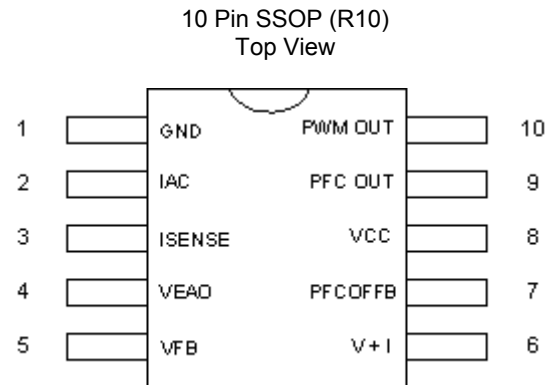 10 Pin SSOP (R10)
Top View
1 GND PWM OUT 10
2 IAC PFC OUT 9
3 ISENSE VCC 8
4 VEAO PFCOFFB 7
5 VFB V + I 6